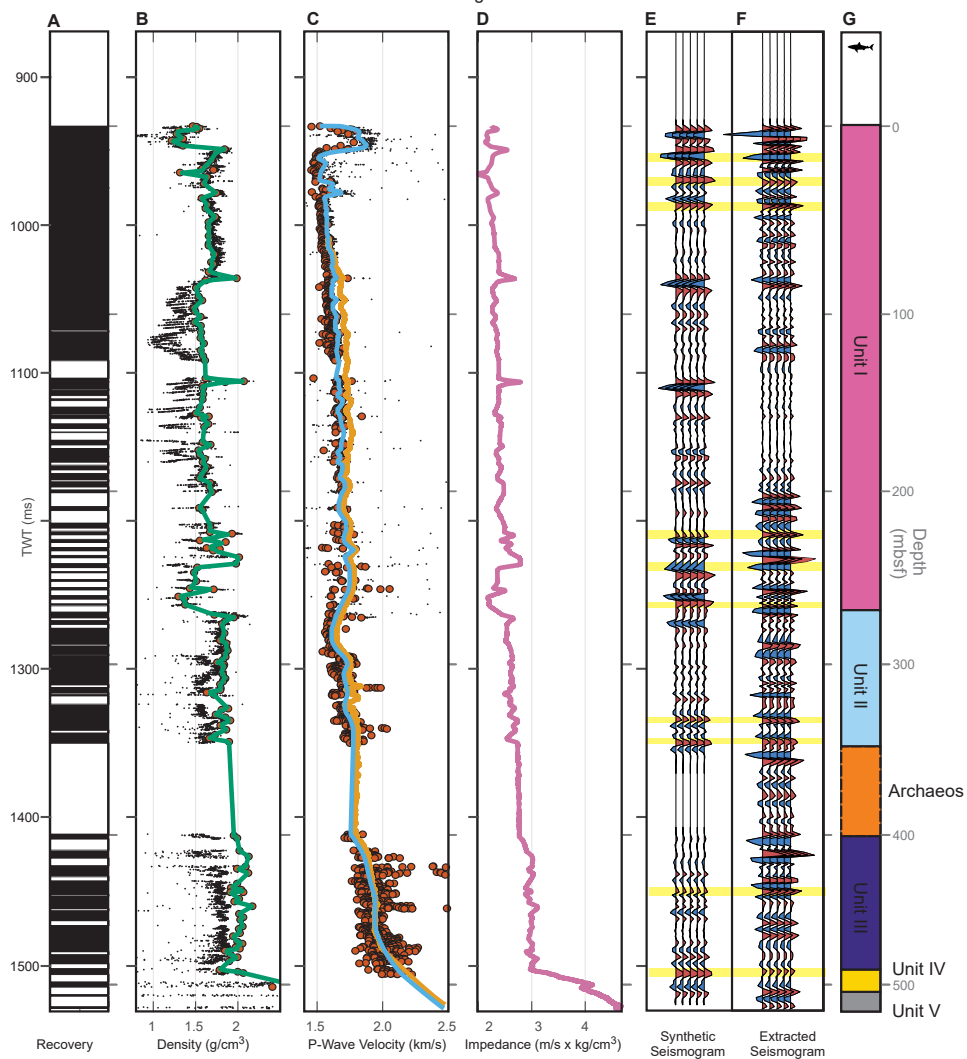 g
A B C D E F G
900
1000
1100
1300
1400
1500
TWT (ms)
0
100
200
300
400
500
Depth
(mbsf)
Unit I
Unit II
Archaeos
Unit III
Unit IV
Unit V
1 1.5 2
1.5 2.0 2.5
2 3 4
Recovery
Density (g/cm³)
P-Wave Velocity (km/s)
Impedance (m/s x kg/cm³)
Synthetic
Seismogram
Extracted
Seismogram